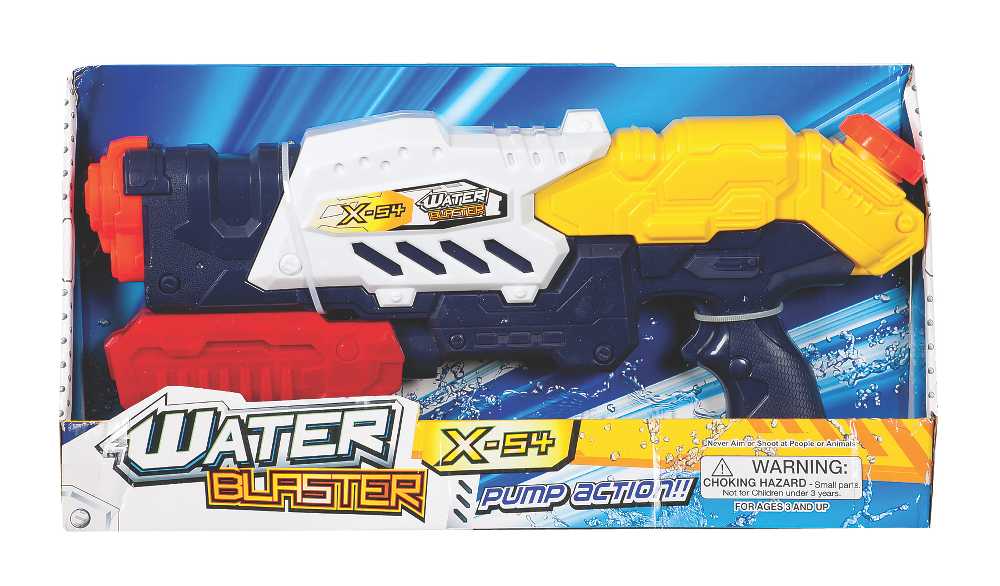 X-54
WATER
BLASTER
WATER
BLASTER
X-54
PUMP ACTION!!
Never Aim or Shoot at People or Animals
WARNING:
CHOKING HAZARD - Small parts.
Not for Children under 3 years.
FOR AGES 3 AND UP